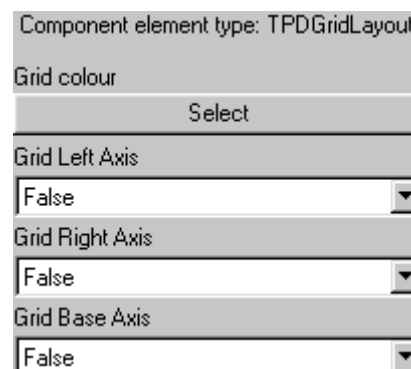 Component element type: TPDGridLayout
Grid colour
Select
Grid Left Axis
False
Grid Right Axis
False
Grid Base Axis
False